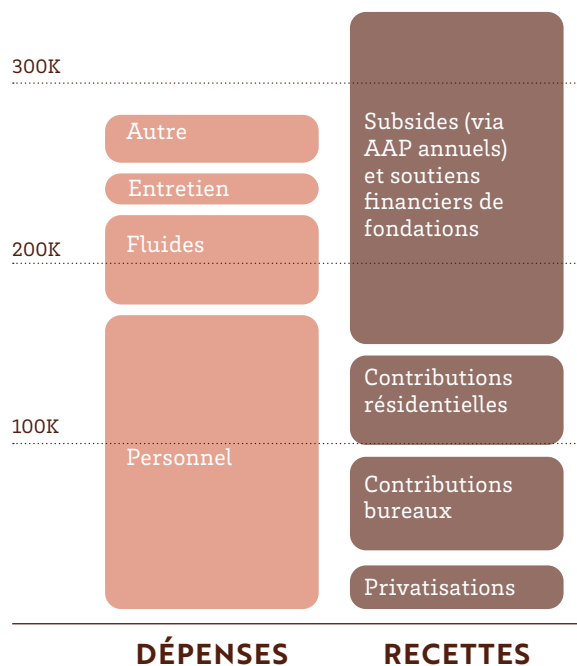 300K
200K
100K
Autre
Entretien
Fluides
Personnel
Subsides (via
AAP annuels)
et soutiens
financiers de
fondations
Contributions
résidentielles
Contributions
bureaux
Privatisations
DÉPENSES
RECETTES